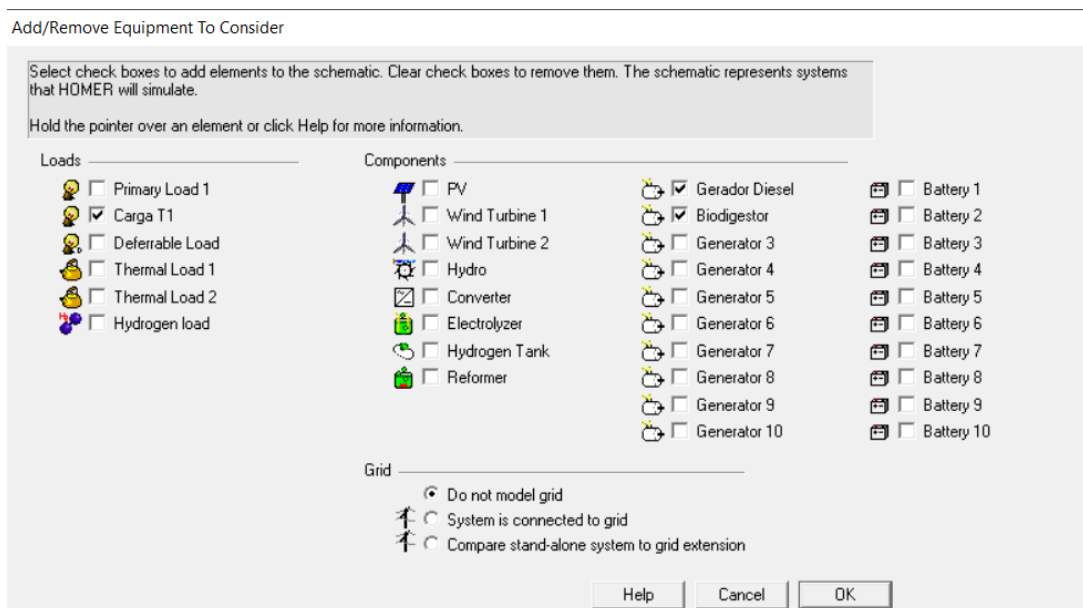 Add/Remove Equipment To Consider
Select check boxes to add elements to the schematic. Clear check boxes to remove them. The schematic represents systems
that HOMER will simulate.
Hold the pointer over an element or click Help for more information.
Loads
Primary Load 1
Carga T1
Deferrable Load
Thermal Load 1
Thermal Load 2
Hydrogen load
Components
PV
Wind Turbine 1
Wind Turbine 2
Hydro
Converter
Electrolyzer
Hydrogen Tank
Reformer
Gerador Diesel
Biodigestor
Generator 3
Generator 4
Generator 5
Generator 6
Generator 7
Generator 8
Generator 9
Generator 10
Battery 1
Battery 2
Battery 3
Battery 4
Battery 5
Battery 6
Battery 7
Battery 8
Battery 9
Battery 10
Grid
Do not model grid
System is connected to grid
Compare stand-alone system to grid extension
Help
Cancel
OK